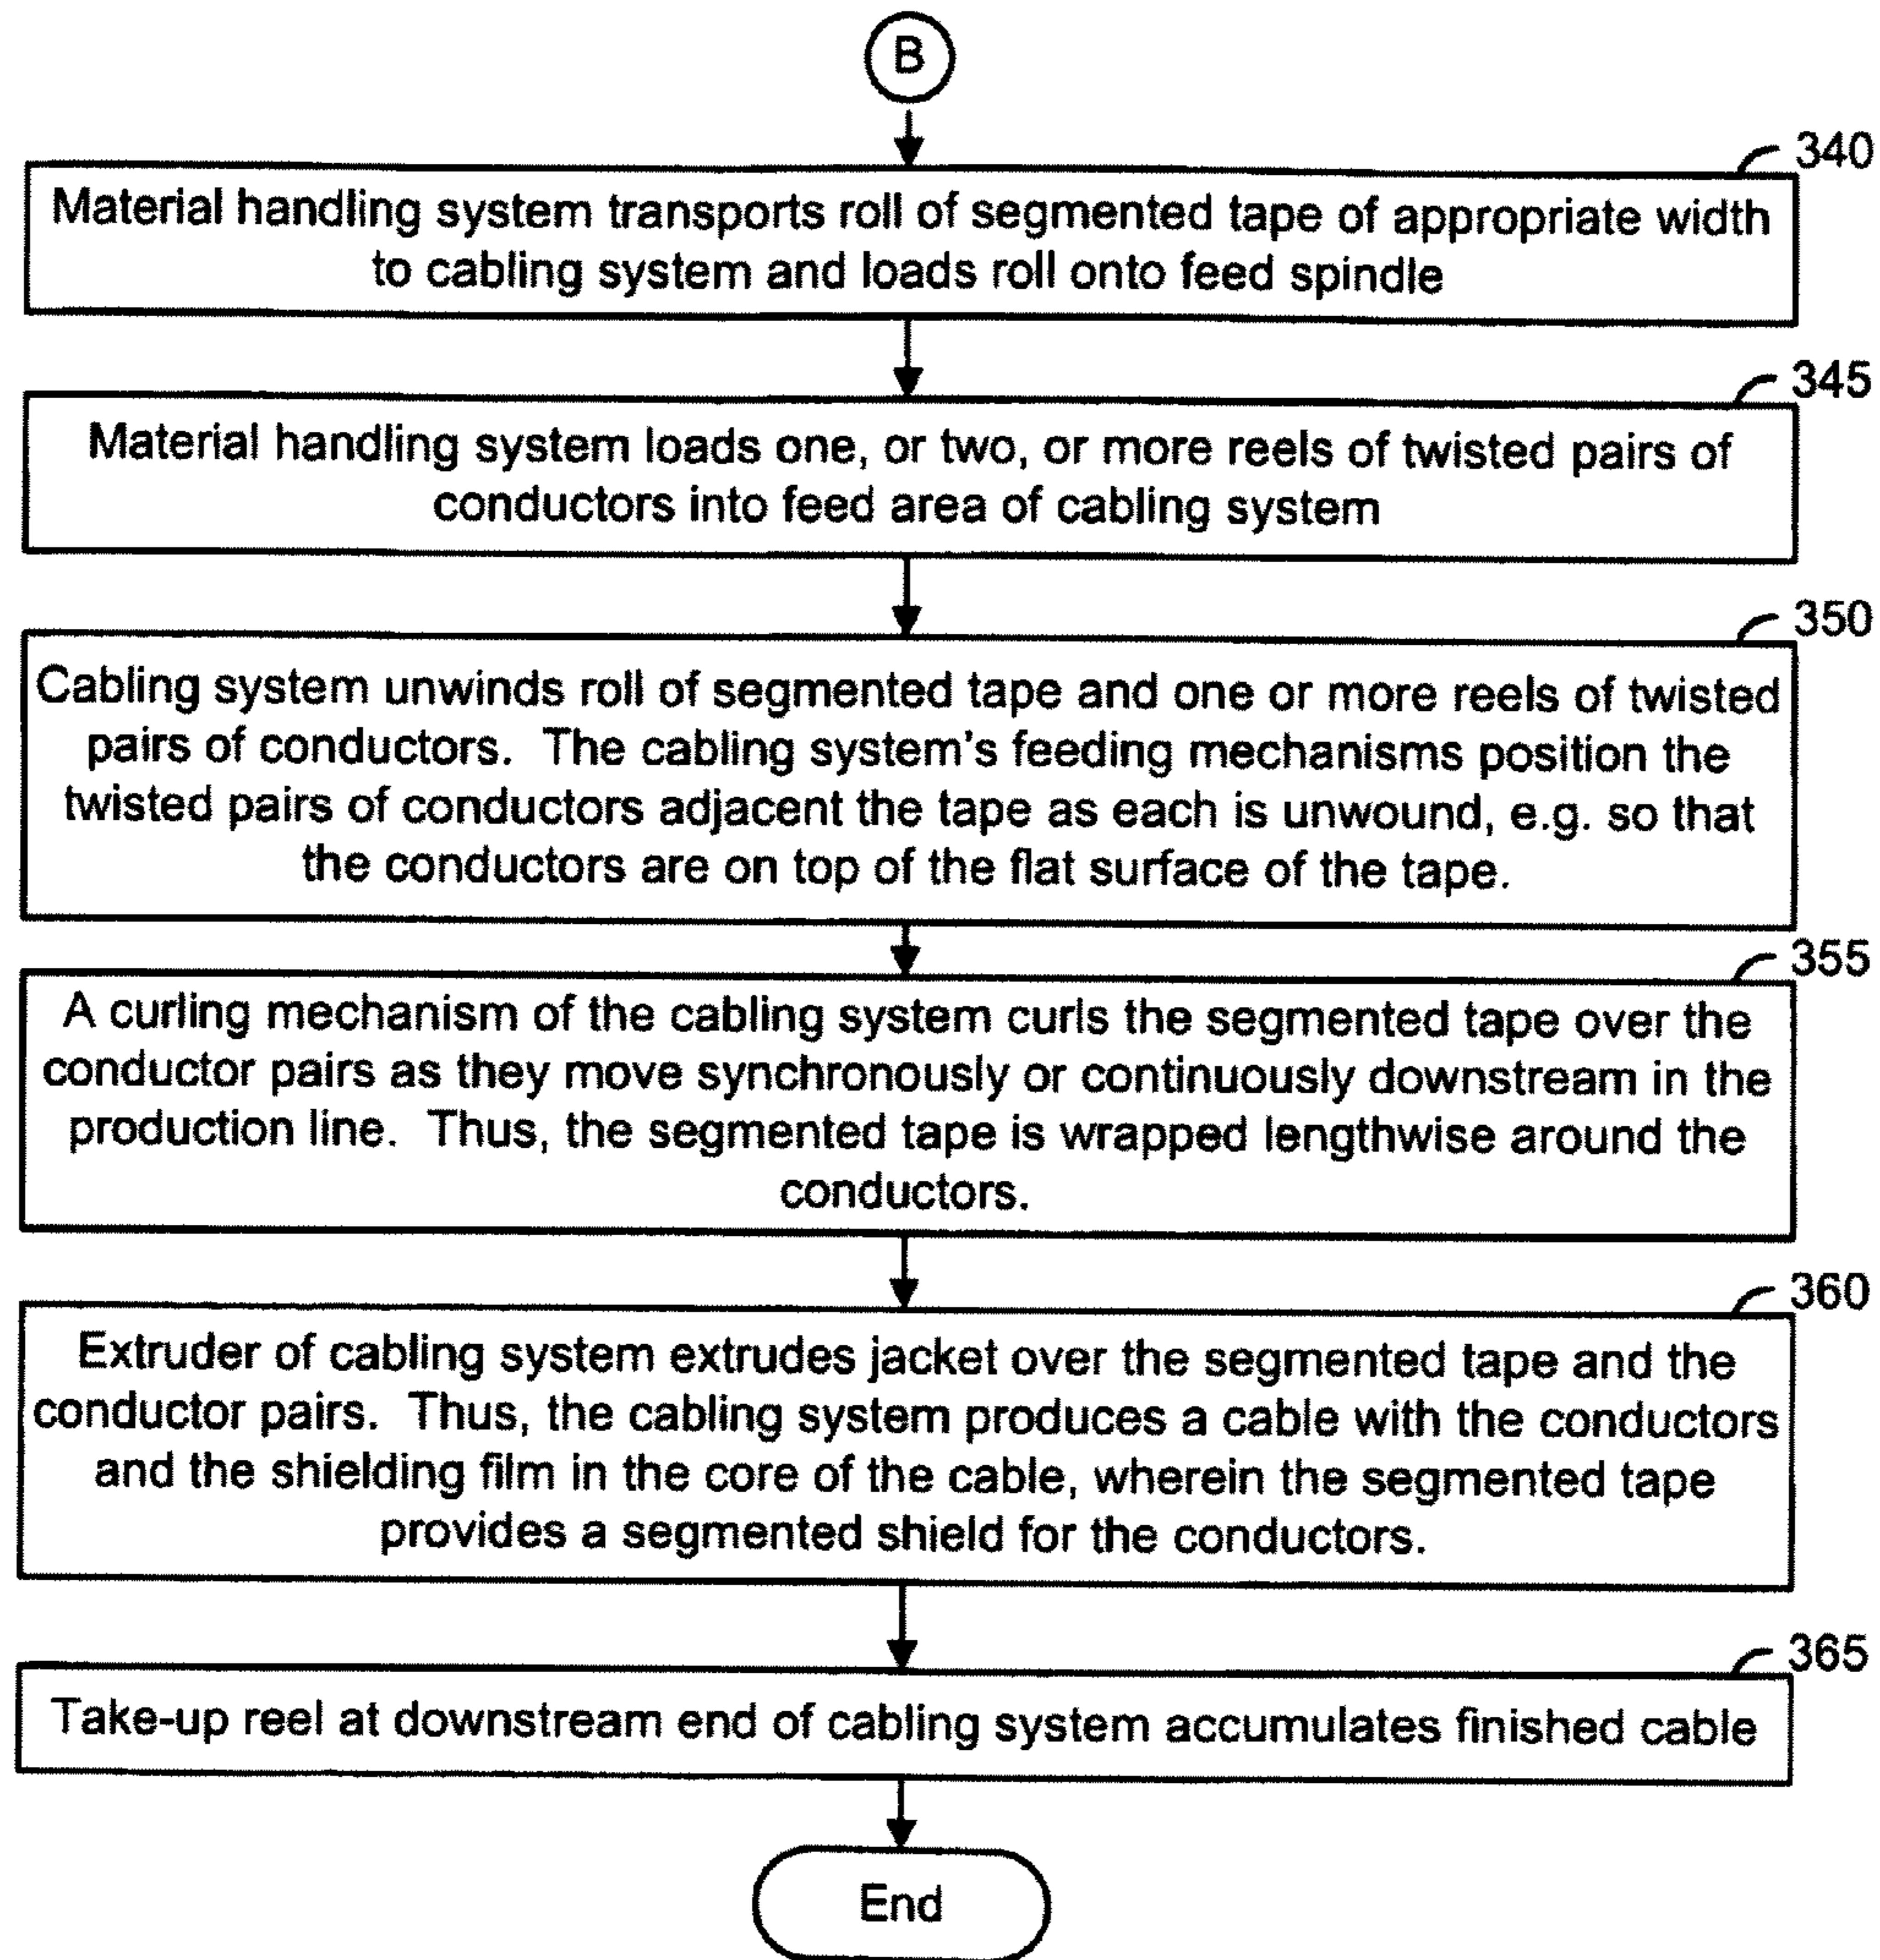 B
340
Material handling system transports roll of segmented tape of appropriate width
to cabling system and loads roll onto feed spindle
345
Material handling system loads one, or two, or more reels of twisted pairs of
conductors into feed area of cabling system
350
Cabling system unwinds roll of segmented tape and one or more reels of twisted
pairs of conductors.  The cabling system's feeding mechanisms position the
twisted pairs of conductors adjacent the tape as each is unwound, e.g. so that
the conductors are on top of the flat surface of the tape.
355
A curling mechanism of the cabling system curls the segmented tape over the
conductor pairs as they move synchronously or continuously downstream in the
production line.  Thus, the segmented tape is wrapped lengthwise around the
conductors.
360
Extruder of cabling system extrudes jacket over the segmented tape and the
conductor pairs.  Thus, the cabling system produces a cable with the conductors
and the shielding film in the core of the cable, wherein the segmented tape
provides a segmented shield for the conductors.
365
Take-up reel at downstream end of cabling system accumulates finished cable
End